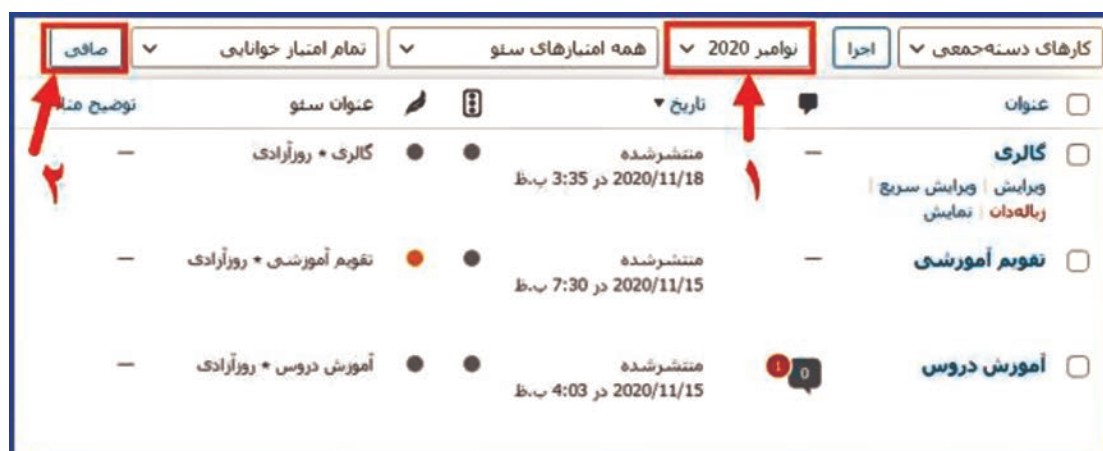 کارهای دسته‌جمعی اجرا نوامبر 2020 همه امتیازهای سئو تمام امتیاز خوانایی صافی
عنوان تاریخ عنوان سئو توضیح متا
۱
۲
گالری — منتشرشده گالری * روزآرادی —
2020/11/18 در 3:35 ب.ظ
ویرایش | ویرایش سریع |
زباله‌دان | نمایش
تقویم آموزشی — منتشرشده تقویم آموزشی * روزآرادی —
2020/11/15 در 7:30 ب.ظ
آموزش دروس 0 1 منتشرشده آموزش دروس * روزآرادی —
2020/11/15 در 4:03 ب.ظ